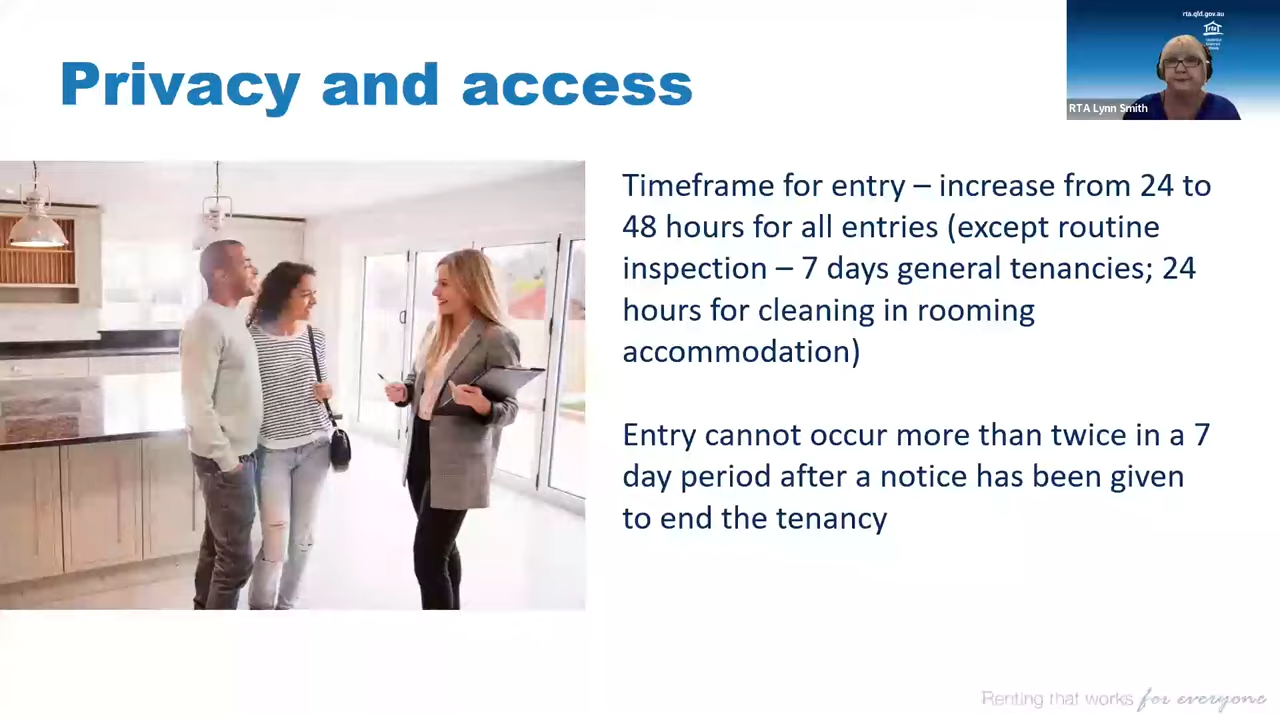 Privacy and access
rta.qld.gov.au
rta
RTA Lynn Smith
Timeframe for entry – increase from 24 to
48 hours for all entries (except routine
inspection – 7 days general tenancies; 24
hours for cleaning in rooming
accommodation)
Entry cannot occur more than twice in a 7
day period after a notice has been given
to end the tenancy
Renting that works for everyone